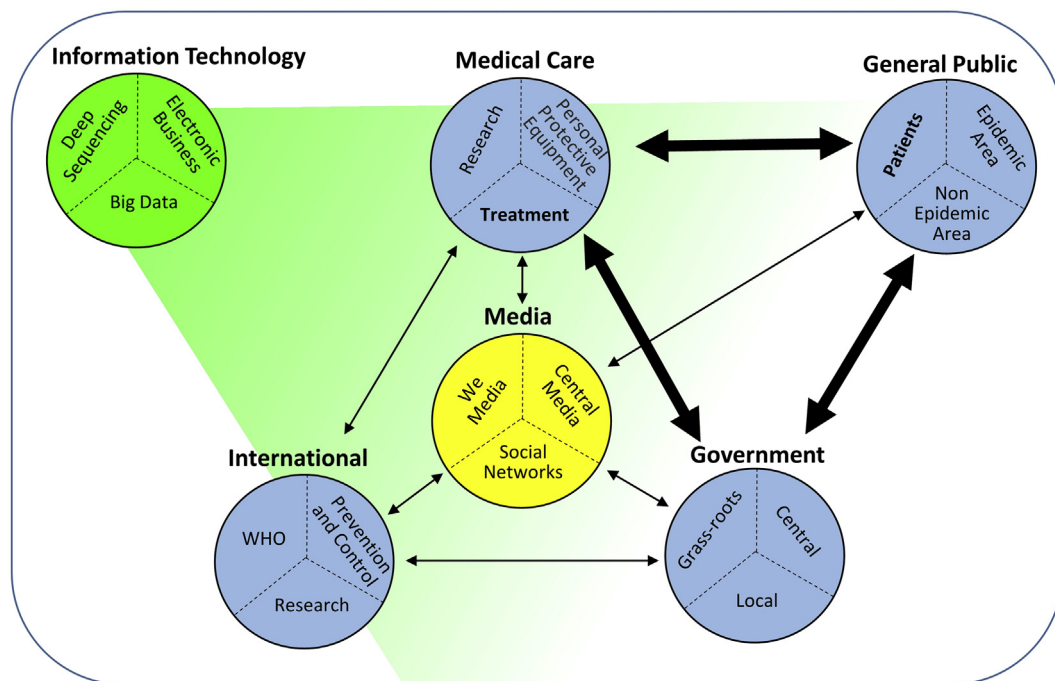 Information Technology
Deep
Sequencing
Electronic
Business
Big Data
Medical Care
Research
Personal
Protective
Equipment
Treatment
General Public
Patients
Epidemic
Area
Non
Epidemic
Area
Media
We
Media
Central
Media
Social
Networks
International
WHO
Prevention
and Control
Research
Government
Grass-roots
Central
Local